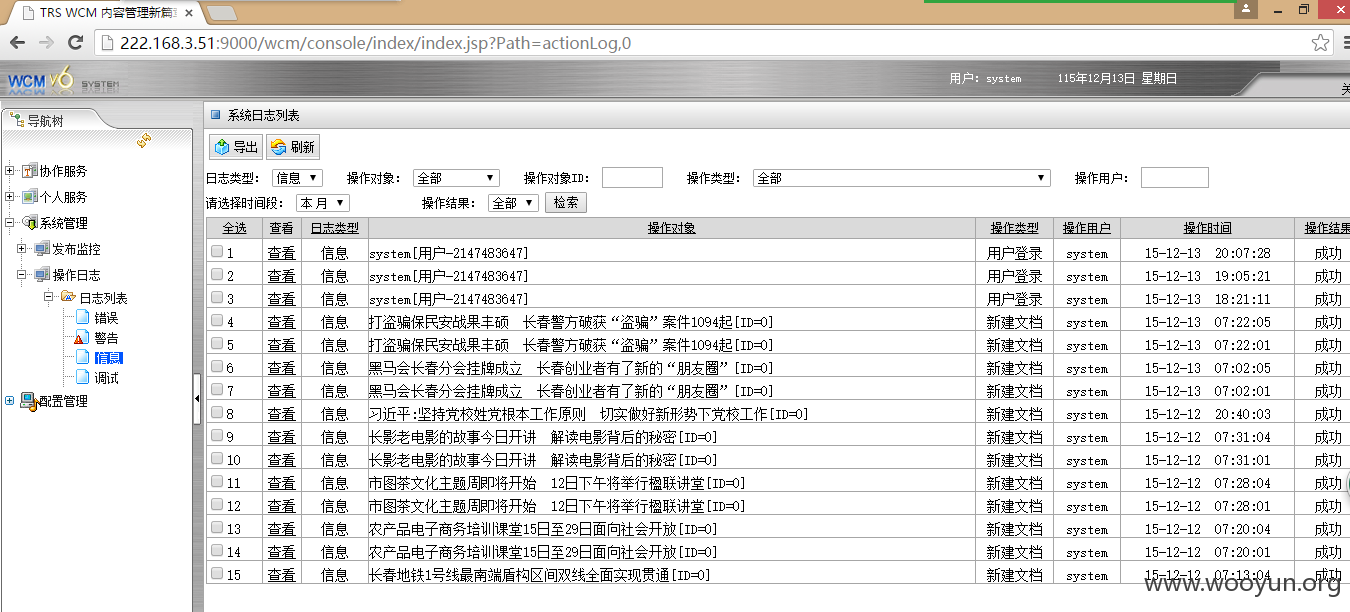 TRS WCM 内容管理新篇
222.168.3.51:9000/wcm/console/index/index.jsp?Path=actionLog,0
WCM V6 SYSTEM
用户: system 115年12月13日 星期日
关
导航树
协作服务
个人服务
系统管理
发布监控
操作日志
日志列表
错误
警告
信息
调试
配置管理
系统日志列表
导出 刷新
日志类型: 信息 操作对象: 全部 操作对象ID: 操作类型: 全部 操作用户:
请选择时间段: 本 月 操作结果: 全部 检索
全选 查看 日志类型 操作对象 操作类型 操作用户 操作时间 操作结果
1 查看 信息 system[用户-2147483647] 用户登录 system 15-12-13 20:07:28 成功
2 查看 信息 system[用户-2147483647] 用户登录 system 15-12-13 19:05:21 成功
3 查看 信息 system[用户-2147483647] 用户登录 system 15-12-13 18:21:11 成功
4 查看 信息 打盗骗保民安战果丰硕 长春警方破获“盗骗”案件1094起[ID=0] 新建文档 system 15-12-13 07:22:05 成功
5 查看 信息 打盗骗保民安战果丰硕 长春警方破获“盗骗”案件1094起[ID=0] 新建文档 system 15-12-13 07:22:01 成功
6 查看 信息 黑马会长春分会挂牌成立 长春创业者有了新的“朋友圈”[ID=0] 新建文档 system 15-12-13 07:02:05 成功
7 查看 信息 黑马会长春分会挂牌成立 长春创业者有了新的“朋友圈”[ID=0] 新建文档 system 15-12-13 07:02:01 成功
8 查看 信息 习近平:坚持党校姓党根本工作原则 切实做好新形势下党校工作[ID=0] 新建文档 system 15-12-12 20:40:03 成功
9 查看 信息 长影老电影的故事今日开讲 解读电影背后的秘密[ID=0] 新建文档 system 15-12-12 07:31:04 成功
10 查看 信息 长影老电影的故事今日开讲 解读电影背后的秘密[ID=0] 新建文档 system 15-12-12 07:31:01 成功
11 查看 信息 市图茶文化主题周即将开始 12日下午将举行楹联讲堂[ID=0] 新建文档 system 15-12-12 07:28:04 成功
12 查看 信息 市图茶文化主题周即将开始 12日下午将举行楹联讲堂[ID=0] 新建文档 system 15-12-12 07:28:01 成功
13 查看 信息 农产品电子商务培训课堂15日至29日面向社会开放[ID=0] 新建文档 system 15-12-12 07:20:04 成功
14 查看 信息 农产品电子商务培训课堂15日至29日面向社会开放[ID=0] 新建文档 system 15-12-12 07:20:01 成功
15 查看 信息 长春地铁1号线最南端盾构区间双线全面实现贯通[ID=0] 新建文档 system 15-12-12 07:13:04 成功
www.wooyun.org